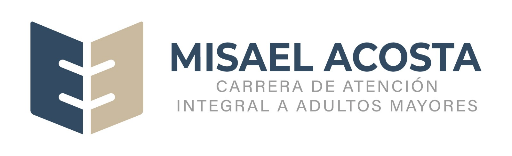 MISAEL ACOSTA
CARRERA DE ATENCIÓN
INTEGRAL A ADULTOS MAYORES